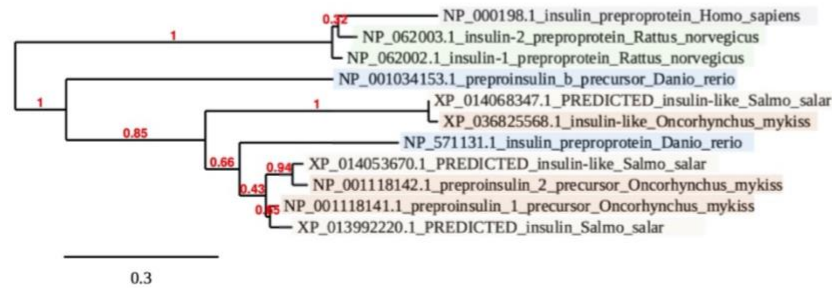 0.32
NP_000198.1_insulin_preproprotein_Homo_sapiens
1
NP_062003.1_insulin-2_preproprotein_Rattus_norvegicus
NP_062002.1_insulin-1_preproprotein_Rattus_norvegicus
NP_001034153.1_preproinsulin_b_precursor_Danio_rerio
1
1
XP_014068347.1_PREDICTED_insulin-like_Salmo_salar
XP_036825568.1_insulin-like_Oncorhynchus_mykiss
0.85
NP_571131.1_insulin_preproprotein_Danio_rerio
0.66
0.94
XP_014053670.1_PREDICTED_insulin-like_Salmo_salar
0.43
NP_001118142.1_preproinsulin_2_precursor_Oncorhynchus_mykiss
NP_001118141.1_preproinsulin_1_precursor_Oncorhynchus_mykiss
XP_013992220.1_PREDICTED_insulin_Salmo_salar
0.3